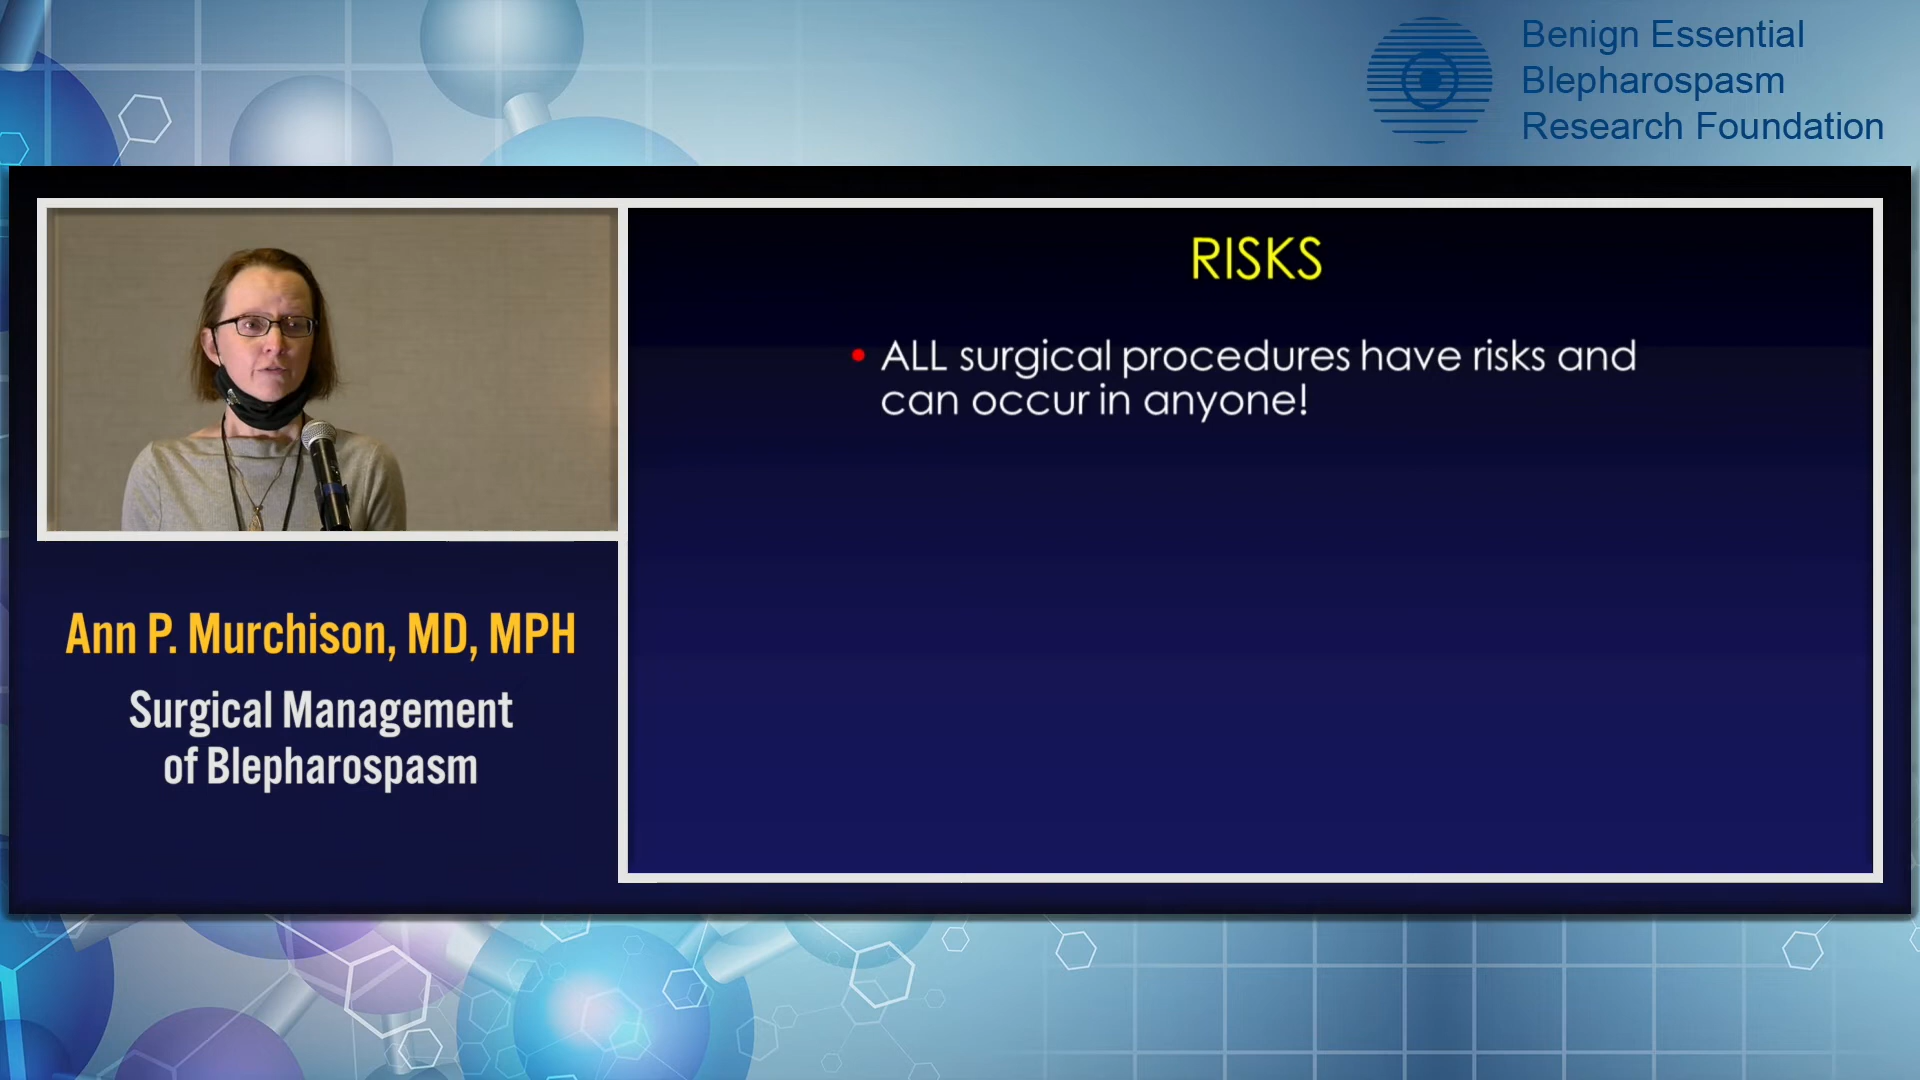 Benign Essential
Blepharospasm
Research Foundation
RISKS
• ALL surgical procedures have risks and
can occur in anyone!
Ann P. Murchison, MD, MPH
Surgical Management
of Blepharospasm